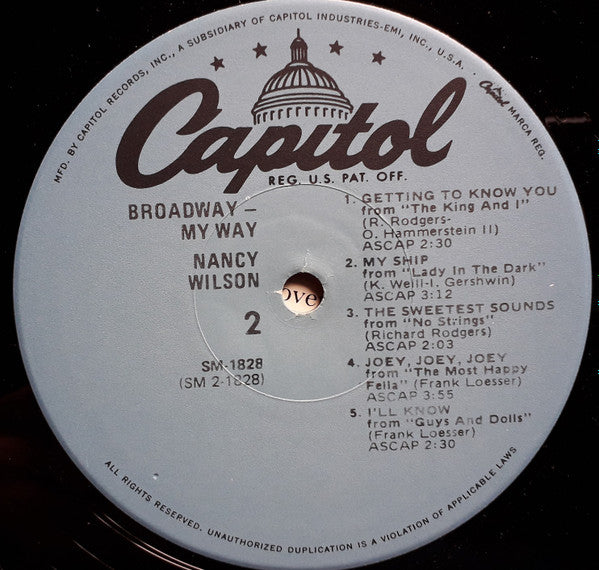 MFD. BY CAPITOL RECORDS, INC., A SUBSIDIARY OF CAPITOL INDUSTRIES-EMI, INC., U.S.A. • Capitol MARCA REG.
Capitol
REG. U.S. PAT. OFF.
BROADWAY –
MY WAY
NANCY
WILSON
2
SM-1828
(SM 2-1828)
1. GETTING TO KNOW YOU
from "The King And I"
(R. Rodgers-
O. Hammerstein II)
ASCAP 2:30
2. MY SHIP
from "Lady In The Dark"
(K. Weill-I. Gershwin)
ASCAP 3:12
3. THE SWEETEST SOUNDS
from "No Strings"
(Richard Rodgers)
ASCAP 2:03
4. JOEY, JOEY, JOEY
from "The Most Happy
Fella" (Frank Loesser)
ASCAP 3:55
5. I'LL KNOW
from "Guys And Dolls"
(Frank Loesser)
ASCAP 2:30
ove
ALL RIGHTS RESERVED. UNAUTHORIZED DUPLICATION IS A VIOLATION OF APPLICABLE LAWS